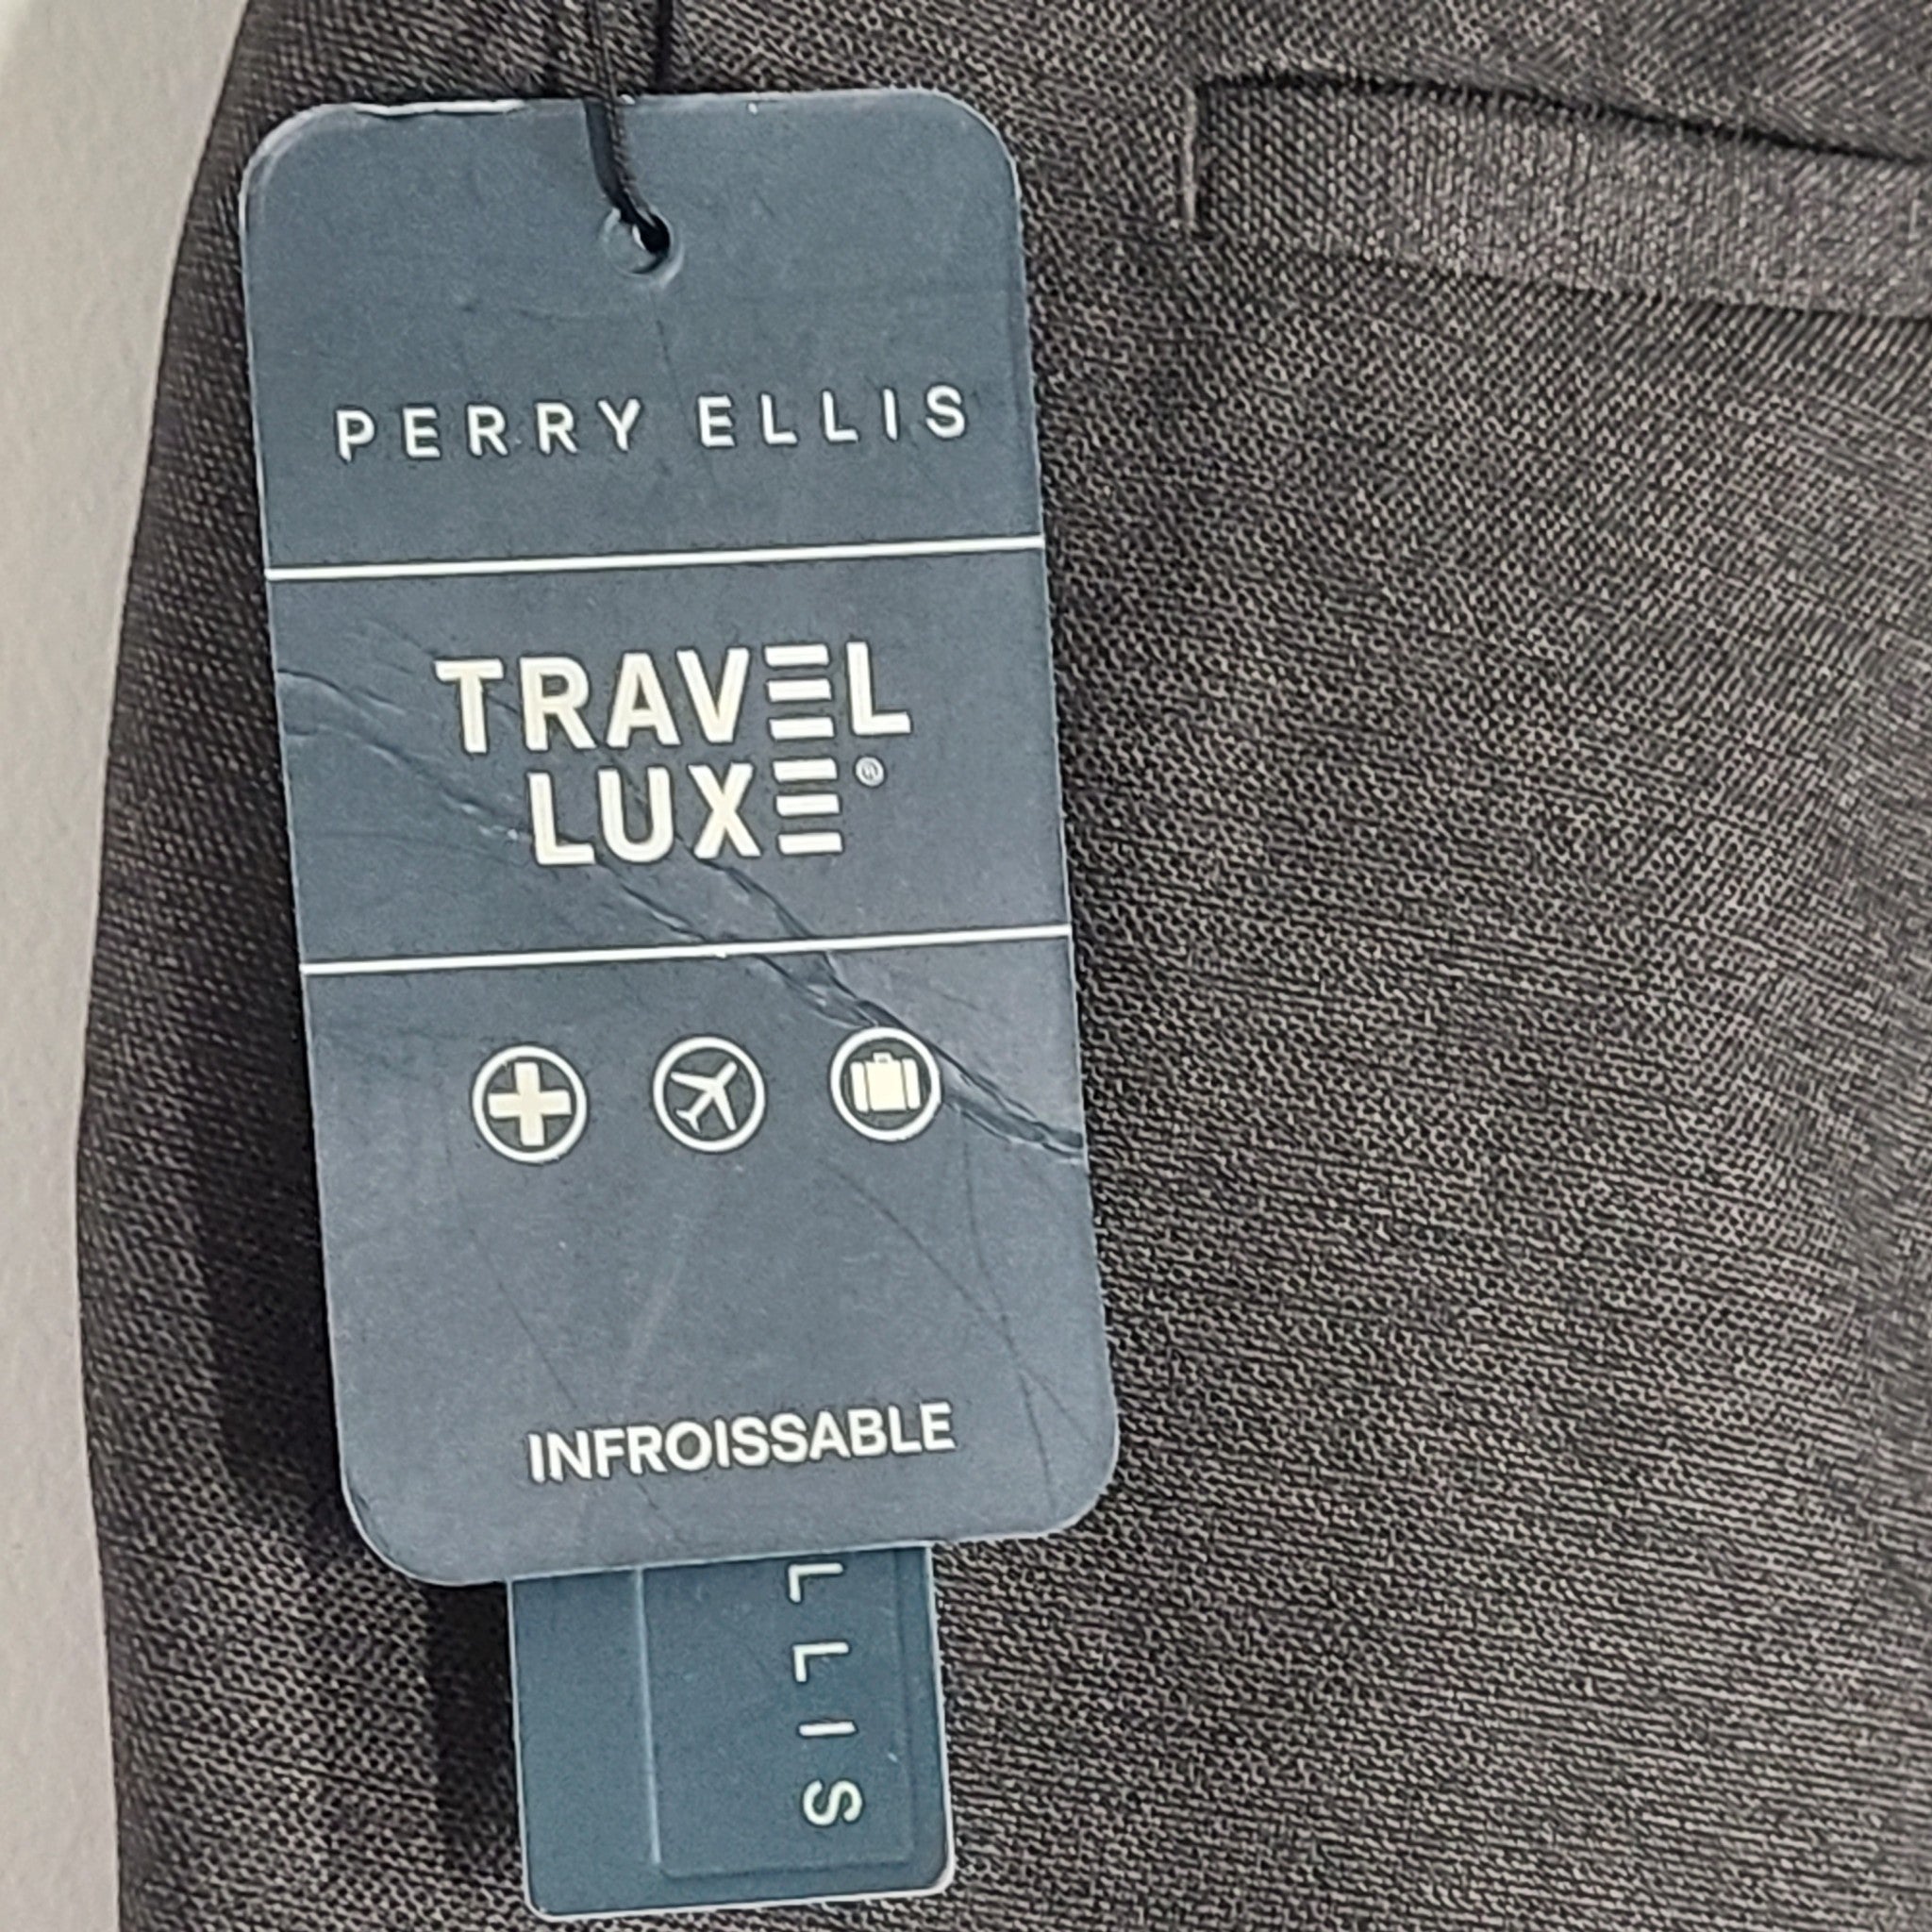 PERRY ELLIS
TRAVEL
LUXE®
INFROISSABLE
LLIS